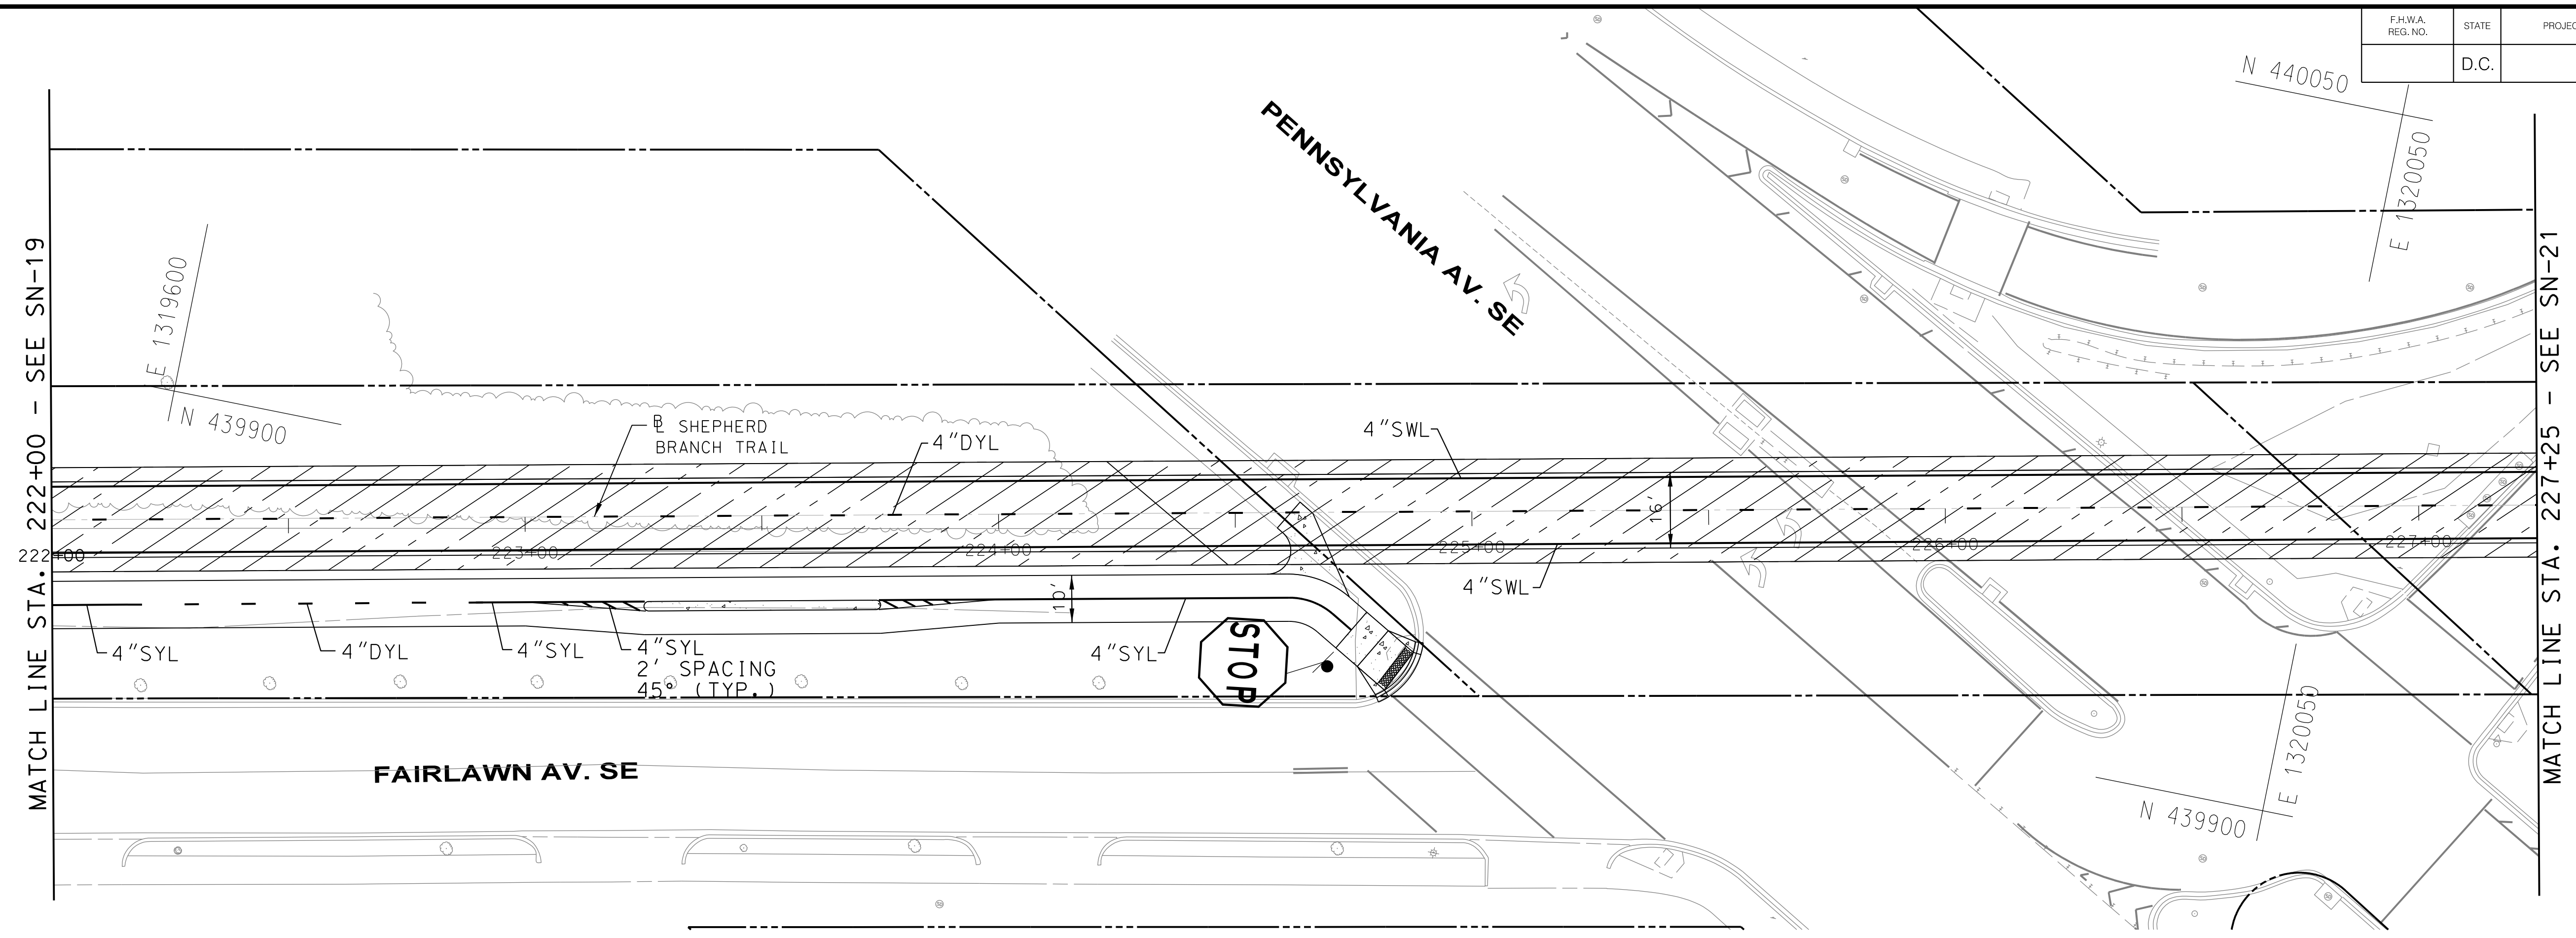 F.H.W.A.
REG. NO.
STATE
D.C.
N 440050
E 1320050
PENNSYLVANIA AV. SE
MATCH LINE STA. 222+00 - SEE SN-19
E 1319600
N 439900
B
L SHEPHERD
BRANCH TRAIL
4"DYL
4"SWL
16'
222+00
223+00
224+00
225+00
226+00
227+00
4"SWL
10'
4"SYL
4"DYL
4"SYL
4"SYL
2' SPACING
45° (TYP.)
4"SYL
STOP
FAIRLAWN AV. SE
E 1320050
N 439900
MATCH LINE STA. 227+25 - SEE SN-21